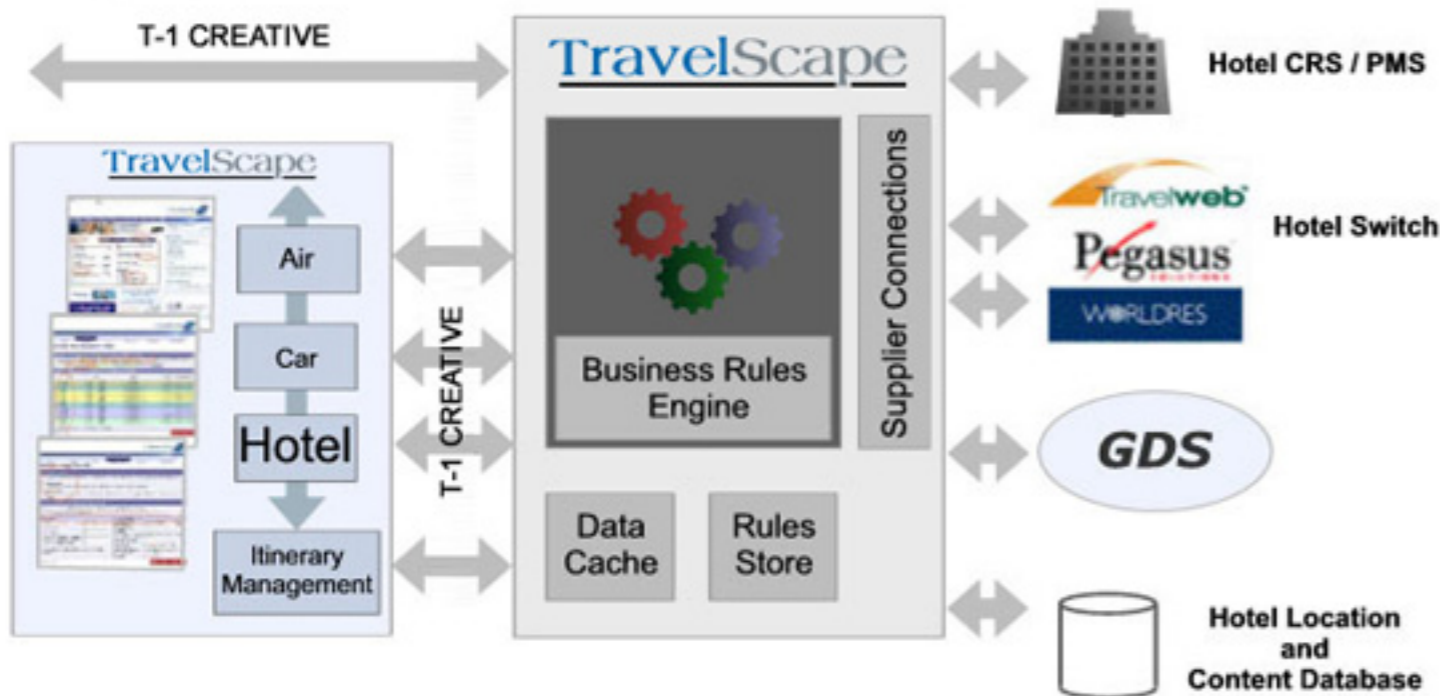 T-1 CREATIVE
TravelScape
Air
Car
Hotel
Itinerary
Management
T-1 CREATIVE
TravelScape
Business Rules
Engine
Supplier Connections
Data
Cache
Rules
Store
Hotel CRS / PMS
Travelweb
Pegasus
SOLUTIONS
WORLDRES
Hotel Switch
GDS
Hotel Location
and
Content Database